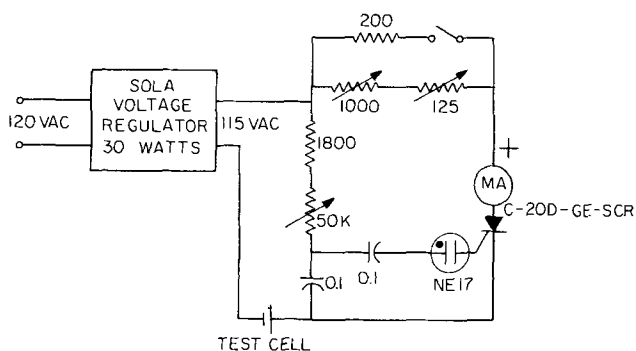 200
SOLA
VOLTAGE
REGULATOR
30 WATTS
120 VAC
115 VAC
1000
125
1800
+
MA
C-20D-GE-SCR
50K
0.1
0.1
NE17
TEST CELL